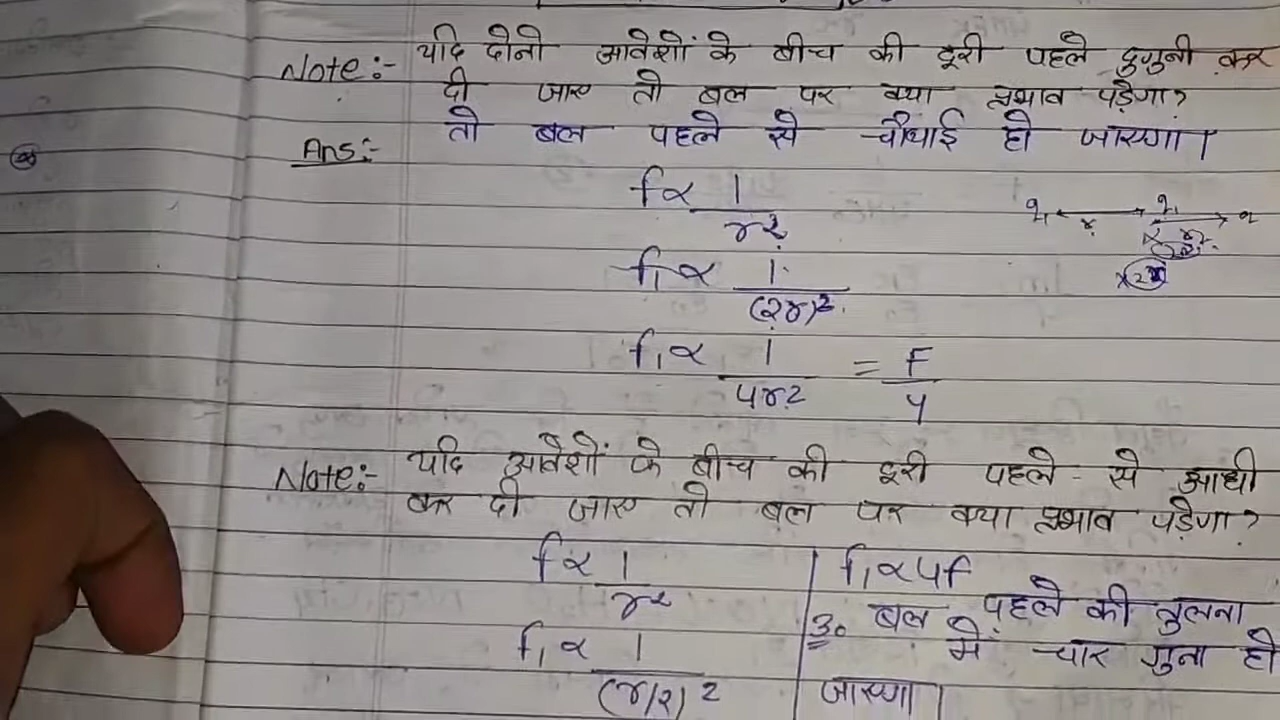 Note:- यदि दोनो आवेशों के बीच की दूरी पहले दुगुनी कर
दी जाए तो बल पर क्या प्रभाव पड़ेगा?
Ans:- तो बल पहले से चौथाई हो जाएगा।
f ∝ 1/r²
q₁ r q₁
f₁ ∝ 1/(2r)²
f₁ ∝ 1/4r² = F/4
Note:- यदि आवेशों के बीच की दूरी पहले से आधी
कर दी जाए तो बल पर क्या प्रभाव पड़ेगा?
f ∝ 1/r²
f₁ ∝ 1/(r/2)²
f₁ ∝ 4f
उ० बल पहले की तुलना
में चार गुना हो
जाएगा।